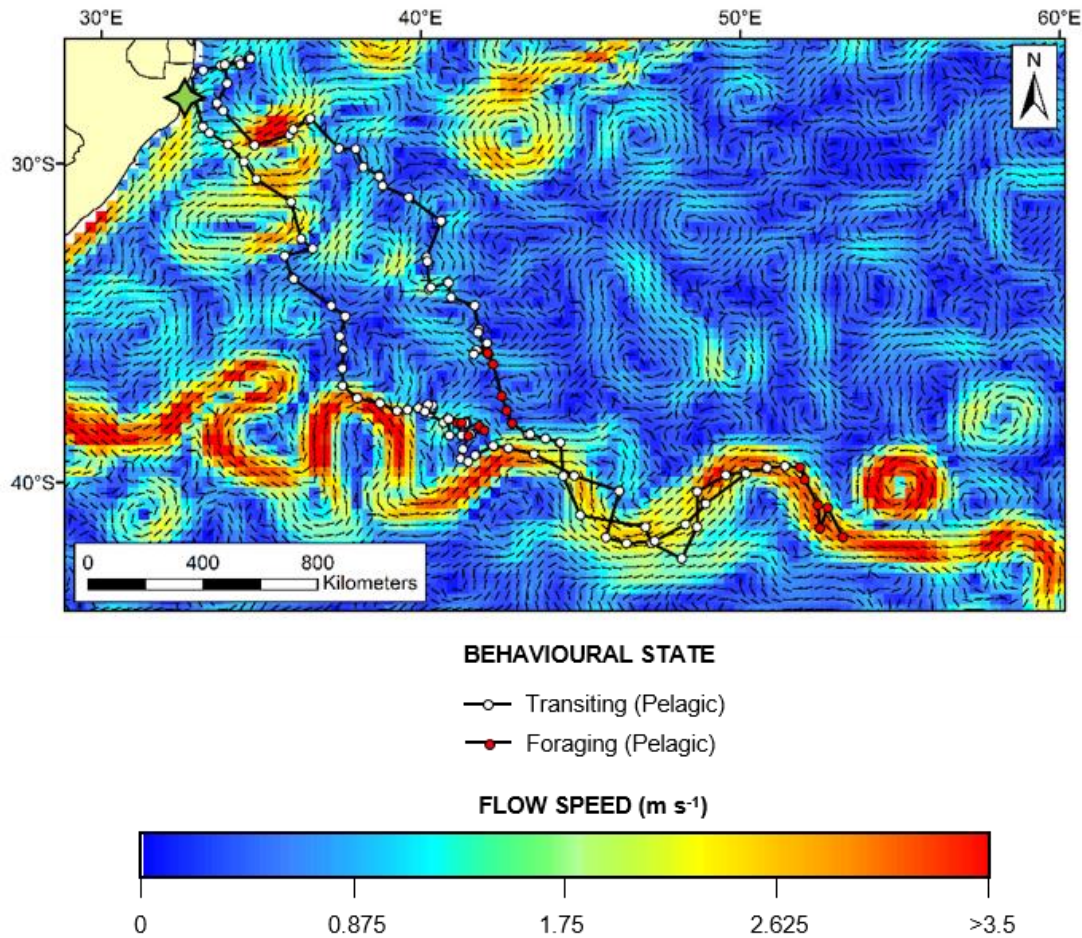 30°E 40°E 50°E 60°E
N
30°S
40°S
0 400 800
Kilometers
BEHAVIOURAL STATE
Transiting (Pelagic)
Foraging (Pelagic)
FLOW SPEED (m s⁻¹)
0 0.875 1.75 2.625 >3.5